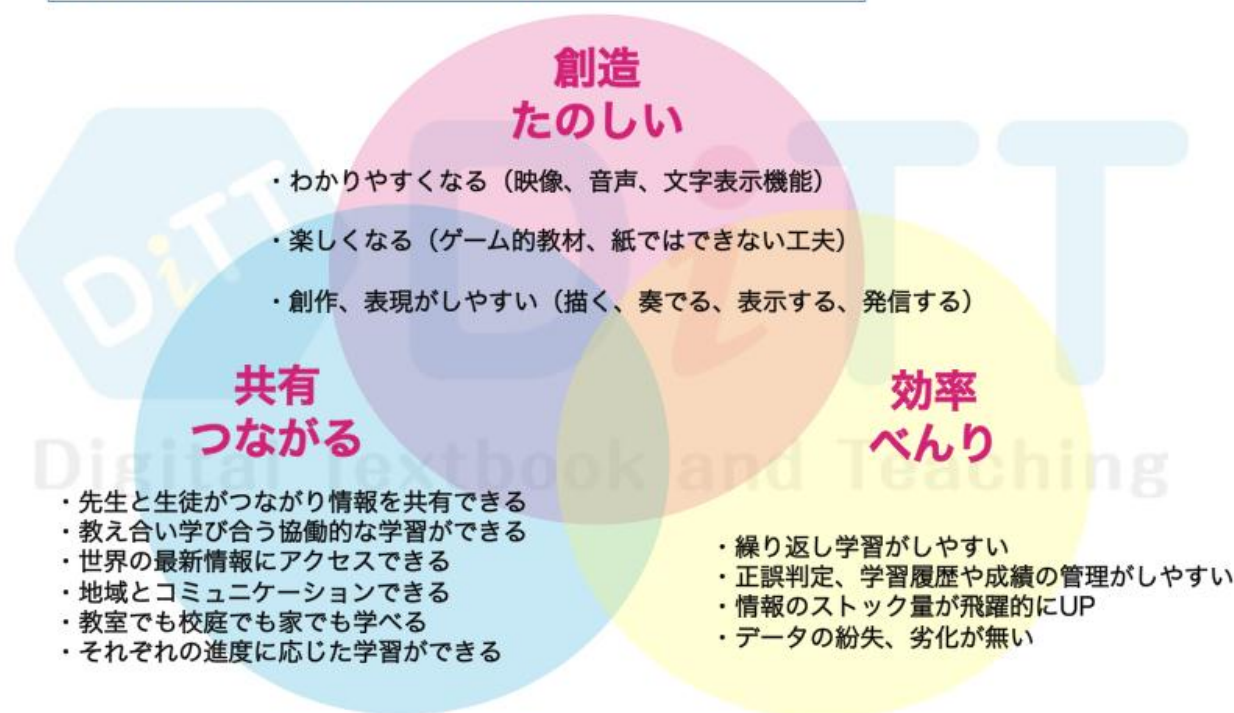 創造
たのしい
・わかりやすくなる（映像、音声、文字表示機能）
・楽しくなる（ゲーム的教材、紙ではできない工夫）
・創作、表現がしやすい（描く、奏でる、表示する、発信する）
共有
つながる
・先生と生徒がつながり情報を共有できる
・教え合い学び合う協働的な学習ができる
・世界の最新情報にアクセスできる
・地域とコミュニケーションできる
・教室でも校庭でも家でも学べる
・それぞれの進度に応じた学習ができる
効率
べんり
・繰り返し学習がしやすい
・正誤判定、学習履歴や成績の管理がしやすい
・情報のストック量が飛躍的にUP
・データの紛失、劣化が無い
DiTT
DiTT
Digital Textbook and Teaching